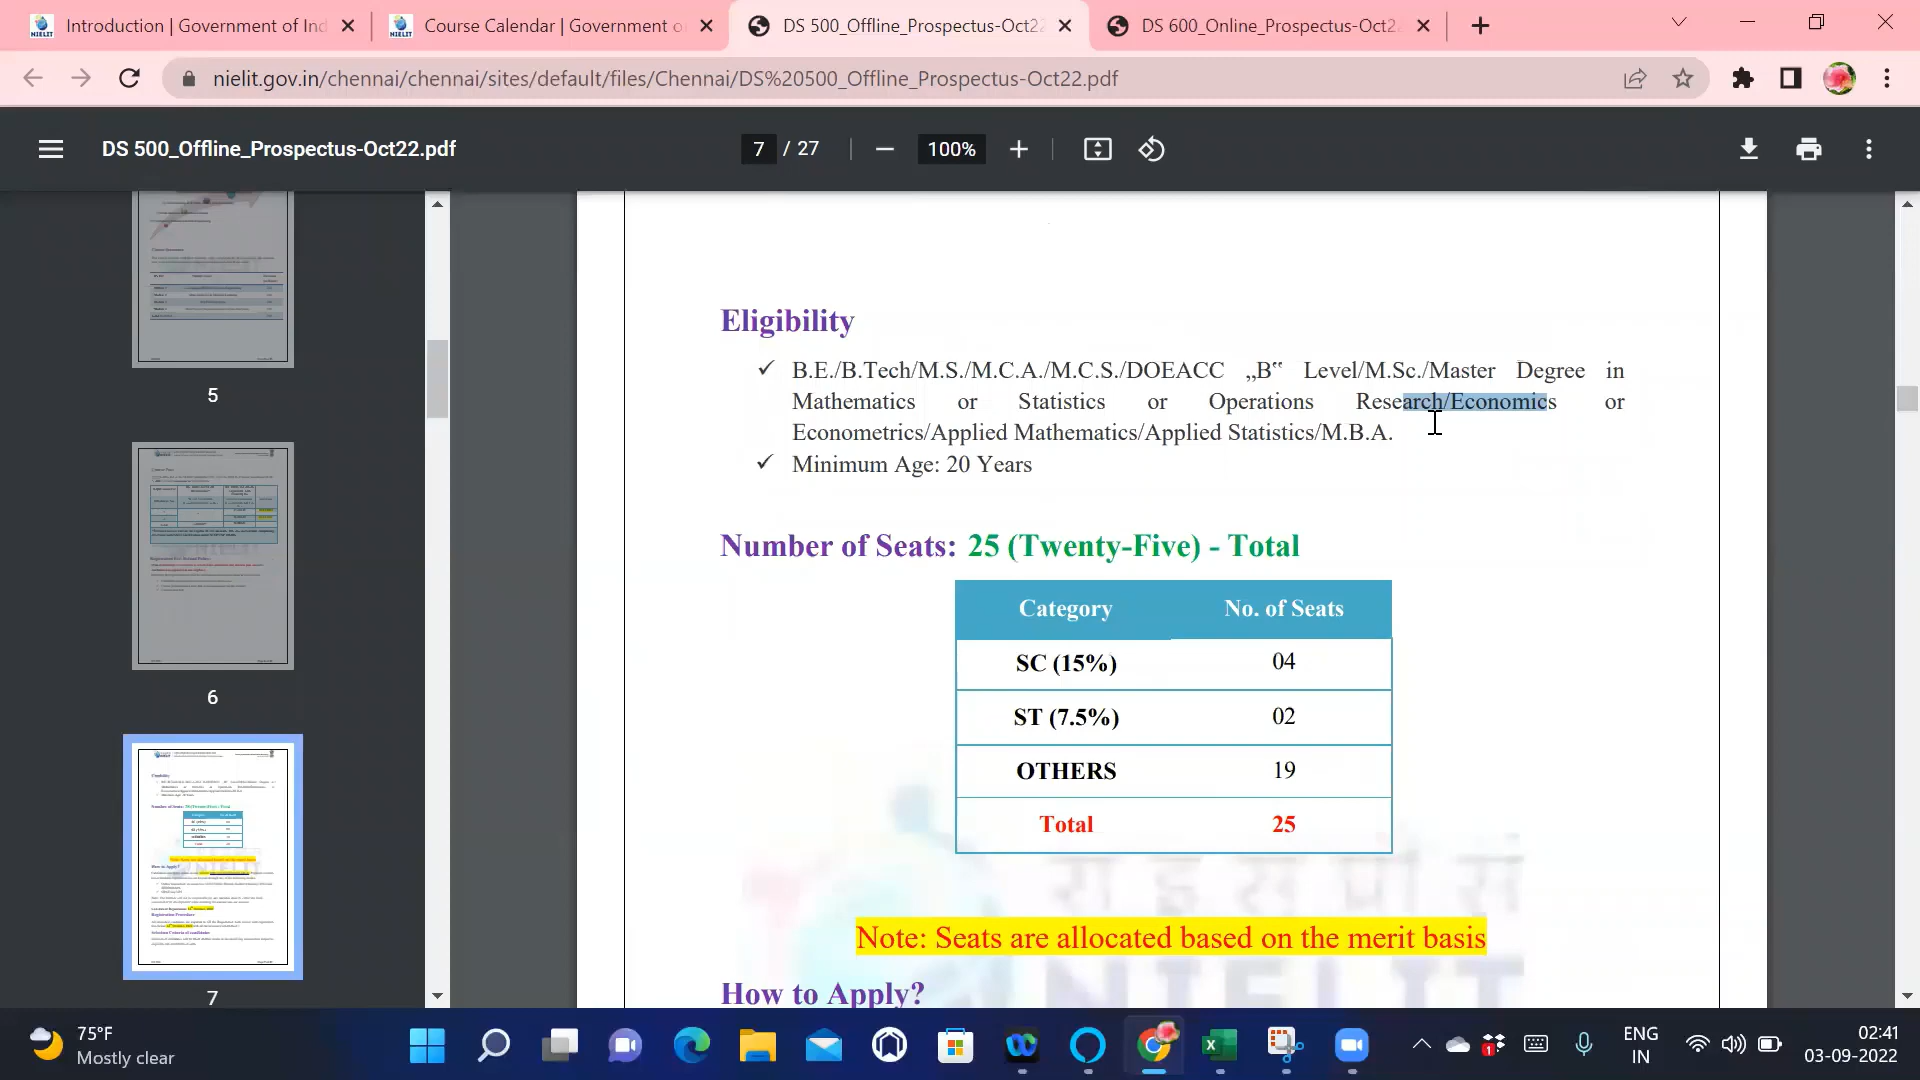 Introduction | Government of Ind
Course Calendar | Government o
DS 500_Offline_Prospectus-Oct22
DS 600_Online_Prospectus-Oct2
nielit.gov.in/chennai/chennai/sites/default/files/Chennai/DS%20500_Offline_Prospectus-Oct22.pdf
DS 500_Offline_Prospectus-Oct22.pdf
7 / 27
100%
5
6
7
Eligibility
B.E./B.Tech/M.S./M.C.A./M.C.S./DOEACC „B‟ Level/M.Sc./Master Degree in
Mathematics or Statistics or Operations Research/Economics or
Econometrics/Applied Mathematics/Applied Statistics/M.B.A.
Minimum Age: 20 Years
Number of Seats: 25 (Twenty-Five) - Total
Category No. of Seats
SC (15%) 04
ST (7.5%) 02
OTHERS 19
Total 25
रा इ स प्रौ सं
NIELIT
Note: Seats are allocated based on the merit basis
How to Apply?
75°F
Mostly clear
ENG
IN
02:41
03-09-2022